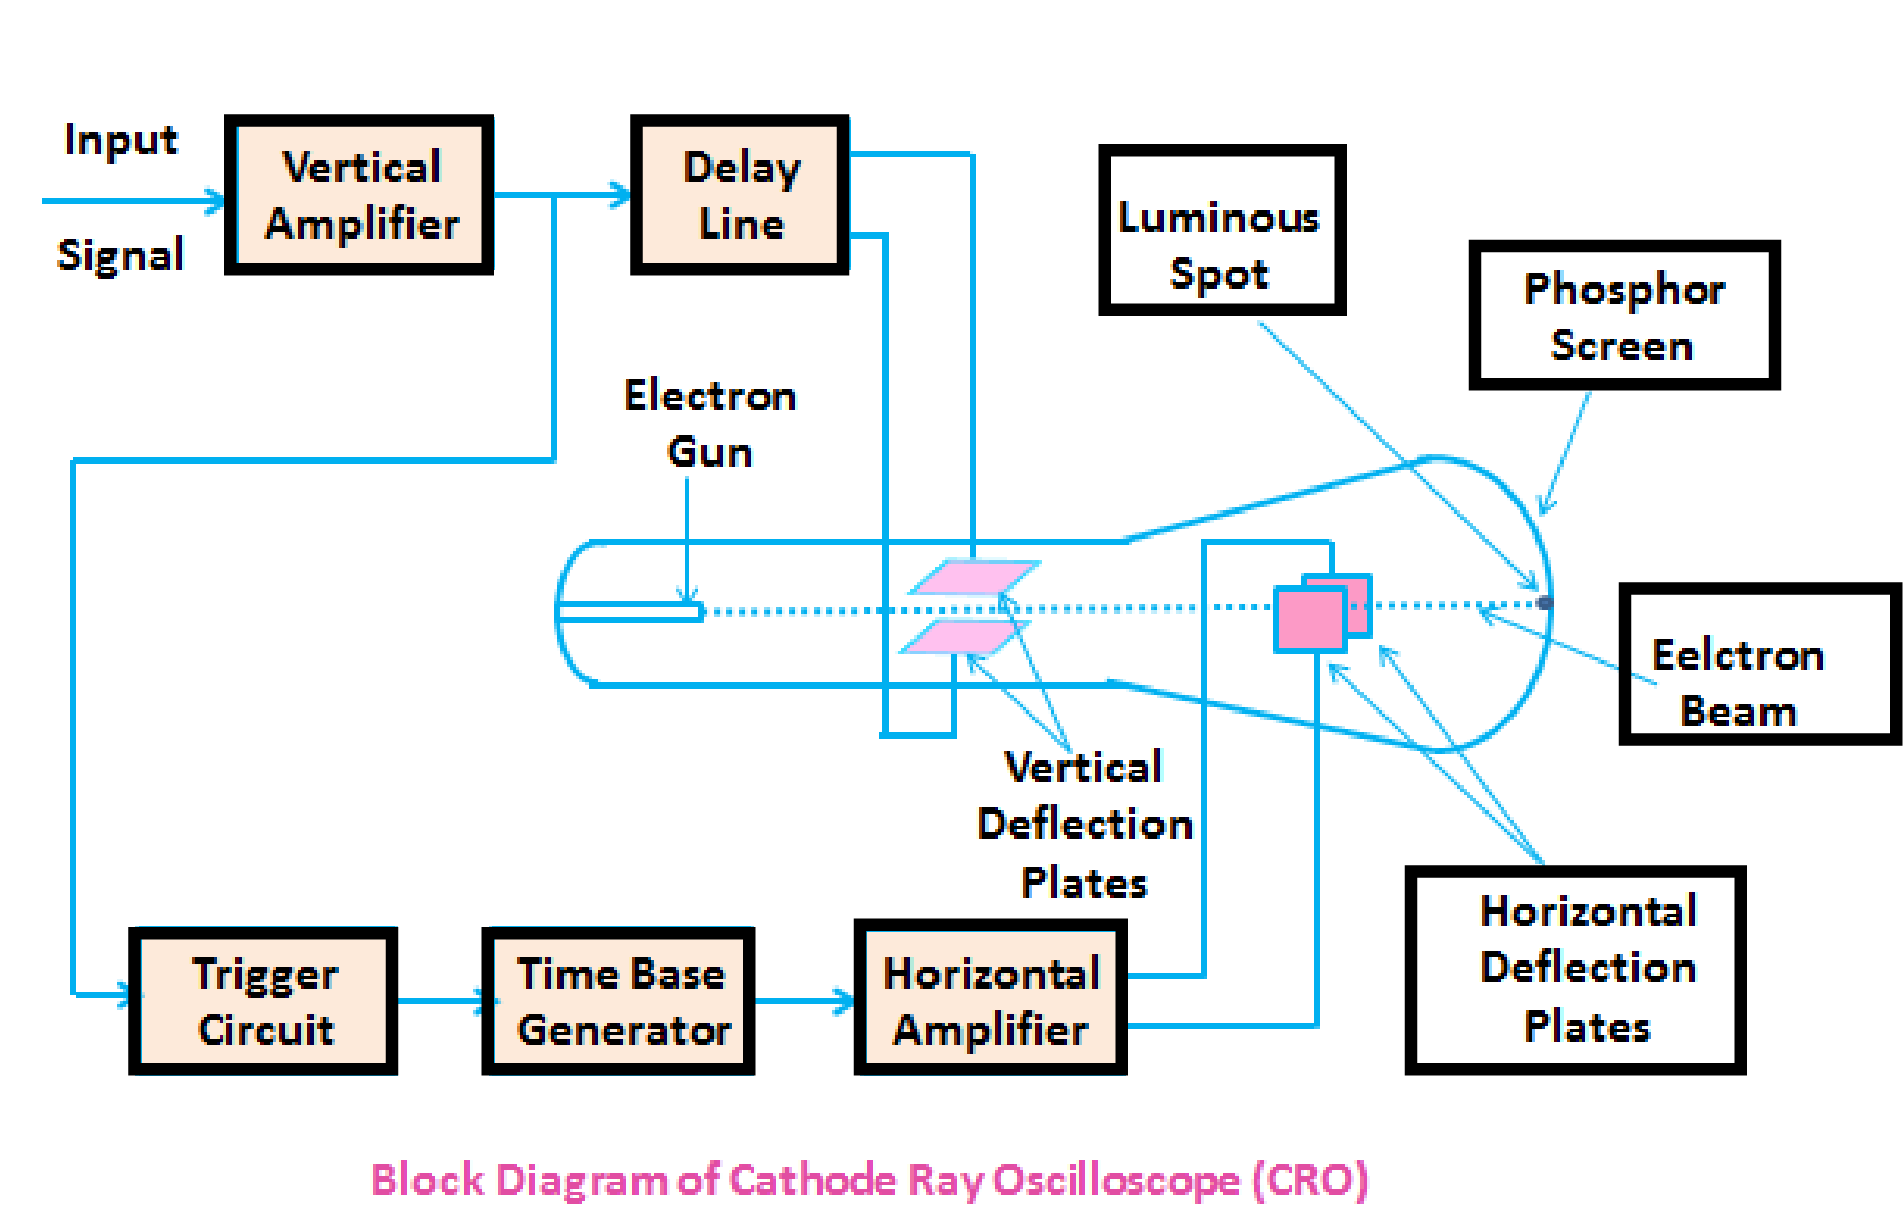 Input
Signal
Vertical
Amplifier
Delay
Line
Luminous
Spot
Phosphor
Screen
Electron
Gun
Eelctron
Beam
Vertical
Deflection
Plates
Horizontal
Deflection
Plates
Trigger
Circuit
Time Base
Generator
Horizontal
Amplifier
Block Diagram of Cathode Ray Oscilloscope (CRO)